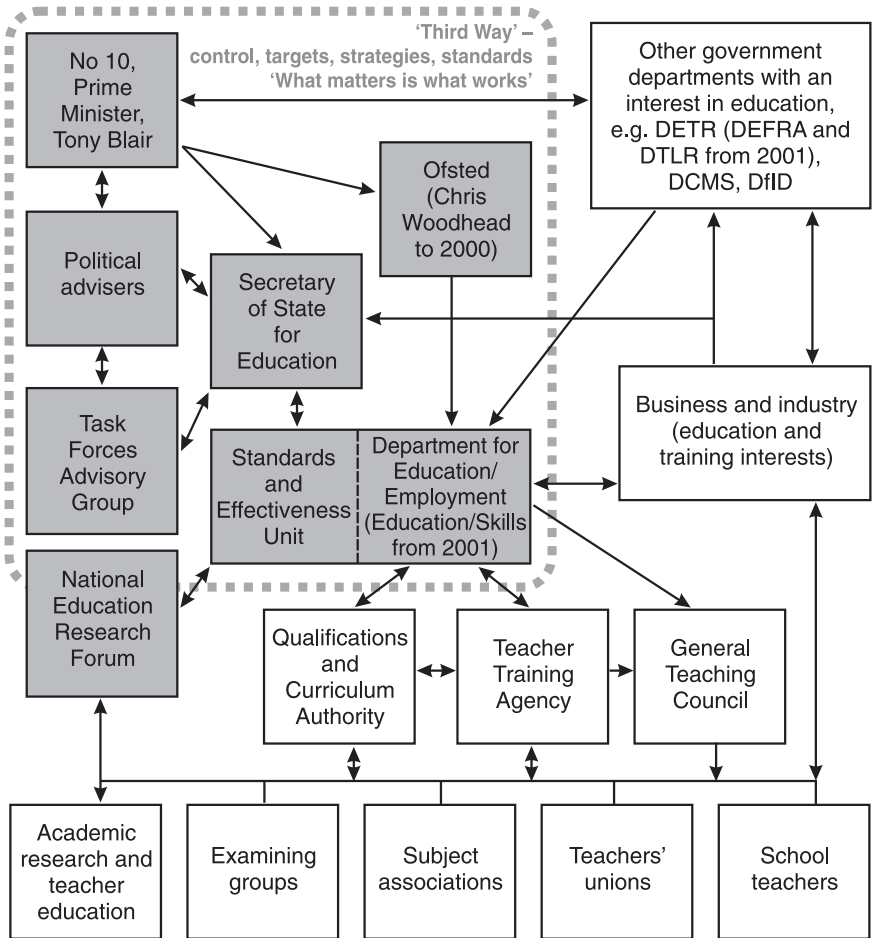 ‘Third Way’ –
control, targets, strategies, standards
‘What matters is what works’
No 10,
Prime
Minister,
Tony Blair
Other government
departments with an
interest in education,
e.g. DETR (DEFRA and
DTLR from 2001),
DCMS, DfID
Ofsted
(Chris
Woodhead
to 2000)
Political
advisers
Secretary
of State
for
Education
Task
Forces
Advisory
Group
Business and industry
(education and
training interests)
Standards
and
Effectiveness
Unit
Department for
Education/
Employment
(Education/Skills
from 2001)
National
Education
Research
Forum
Qualifications
and
Curriculum
Authority
Teacher
Training
Agency
General
Teaching
Council
Academic
research and
teacher
education
Examining
groups
Subject
associations
Teachers’
unions
School
teachers